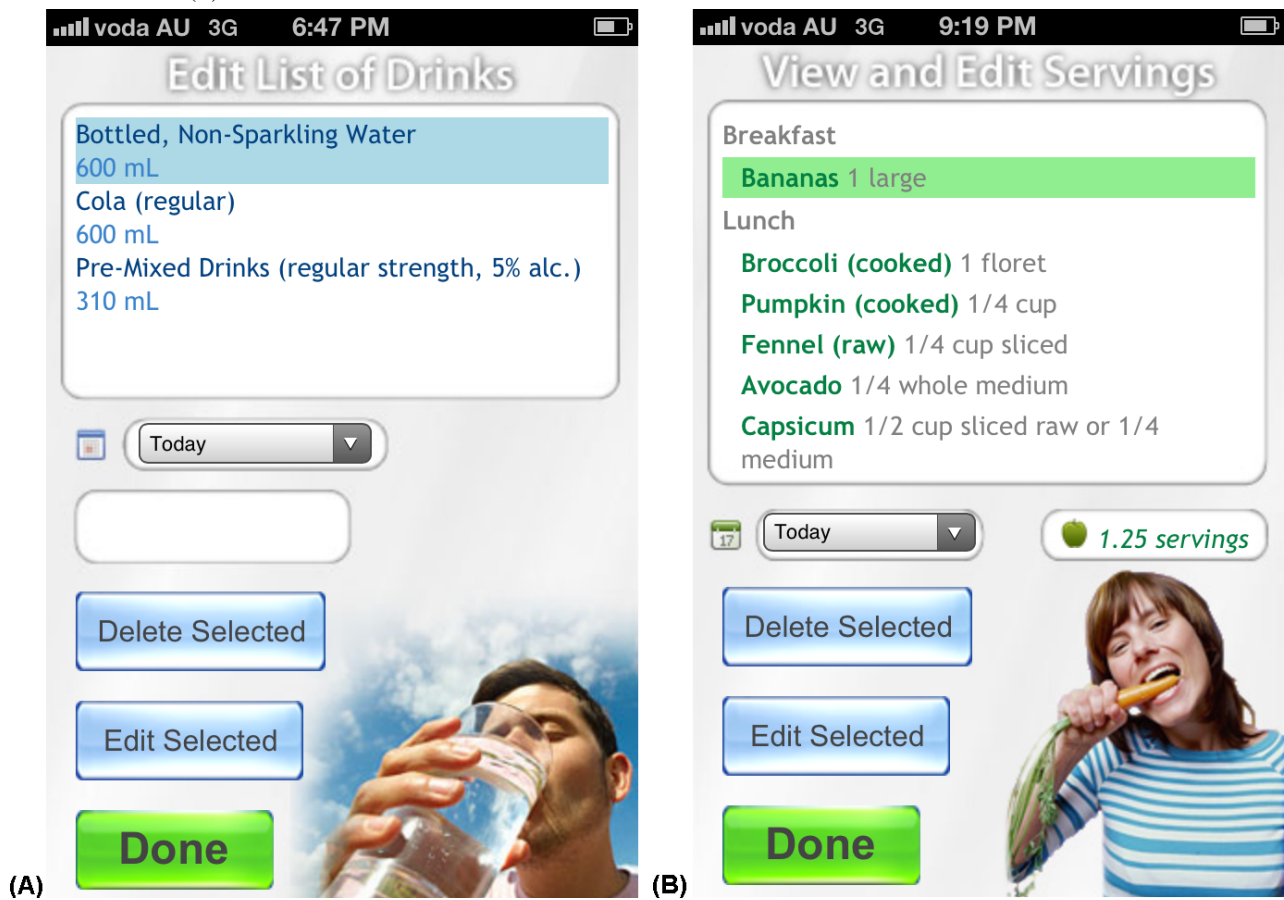 voda AU 3G 6:47 PM
Edit List of Drinks
Bottled, Non-Sparkling Water
600 mL
Cola (regular)
600 mL
Pre-Mixed Drinks (regular strength, 5% alc.)
310 mL
Today
Delete Selected
Edit Selected
Done
(A)
voda AU 3G 9:19 PM
View and Edit Servings
Breakfast
Bananas 1 large
Lunch
Broccoli (cooked) 1 floret
Pumpkin (cooked) 1/4 cup
Fennel (raw) 1/4 cup sliced
Avocado 1/4 whole medium
Capsicum 1/2 cup sliced raw or 1/4
medium
17
Today
1.25 servings
Delete Selected
Edit Selected
Done
(B)